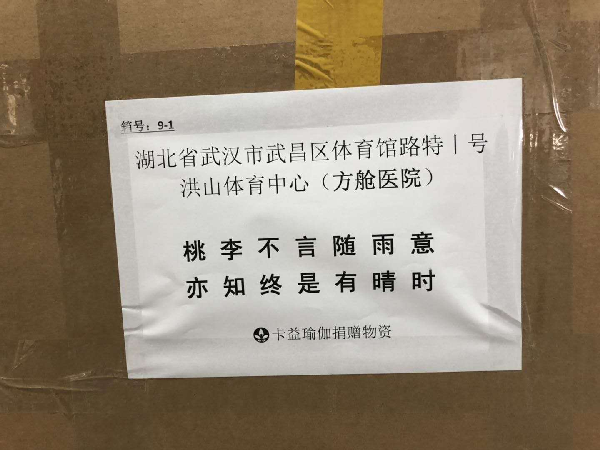 箱号：9-1
湖北省武汉市武昌区体育馆路特丨号
洪山体育中心（方舱医院）
桃李不言随雨意
亦知终是有晴时
卡益瑜伽捐赠物资